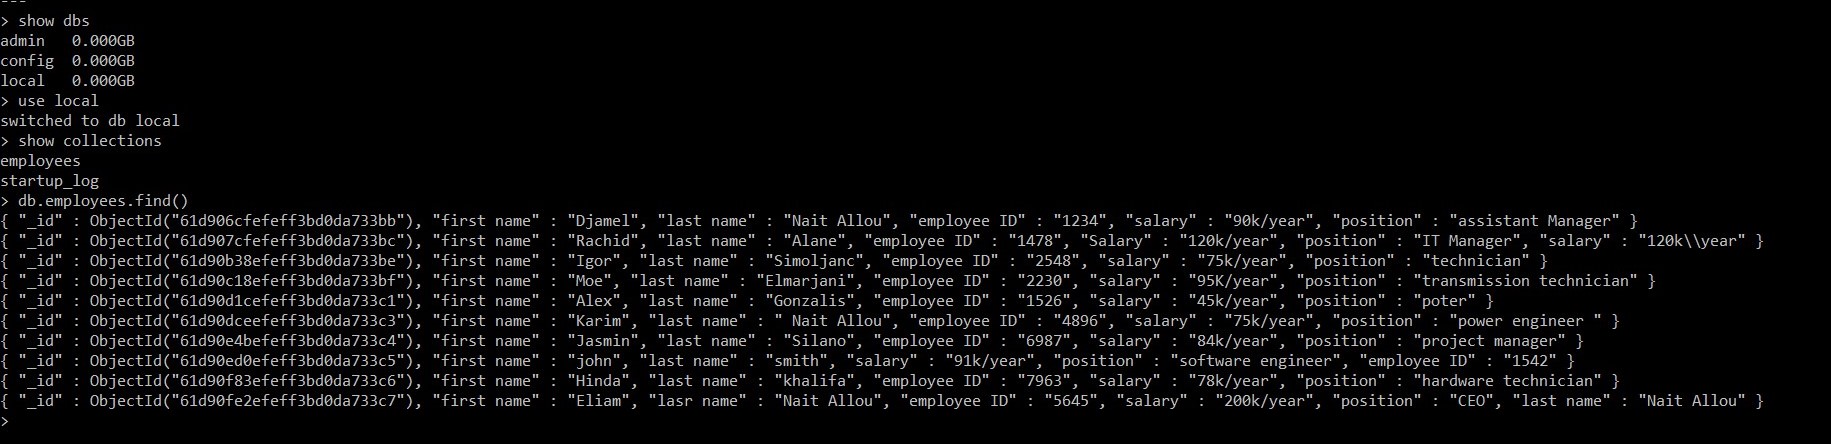 ---
> show dbs
admin   0.000GB
config  0.000GB
local   0.000GB
> use local
switched to db local
> show collections
employees
startup_log
> db.employees.find()
{ "_id" : ObjectId("61d906cfefeff3bd0da733bb"), "first name" : "Djamel", "last name" : "Nait Allou", "employee ID" : "1234", "salary" : "90k/year", "position" : "assistant Manager" }
{ "_id" : ObjectId("61d907cfefeff3bd0da733bc"), "first name" : "Rachid", "last name" : "Alane", "employee ID" : "1478", "Salary" : "120k/year", "position" : "IT Manager", "salary" : "120k\\year" }
{ "_id" : ObjectId("61d90b38efeff3bd0da733be"), "first name" : "Igor", "last name" : "Simoljanc", "employee ID" : "2548", "salary" : "75k/year", "position" : "technician" }
{ "_id" : ObjectId("61d90c18efeff3bd0da733bf"), "first name" : "Moe", "last name" : "Elmarjani", "employee ID" : "2230", "salary" : "95K/year", "position" : "transmission technician" }
{ "_id" : ObjectId("61d90d1cefeff3bd0da733c1"), "first name" : "Alex", "last name" : "Gonzalis", "employee ID" : "1526", "salary" : "45k/year", "position" : "poter" }
{ "_id" : ObjectId("61d90dceefeff3bd0da733c3"), "first name" : "Karim", "last name" : " Nait Allou", "employee ID" : "4896", "salary" : "75k/year", "position" : "power engineer " }
{ "_id" : ObjectId("61d90e4befeff3bd0da733c4"), "first name" : "Jasmin", "last name" : "Silano", "employee ID" : "6987", "salary" : "84k/year", "position" : "project manager" }
{ "_id" : ObjectId("61d90ed0efeff3bd0da733c5"), "first name" : "john", "last name" : "smith", "salary" : "91k/year", "position" : "software engineer", "employee ID" : "1542" }
{ "_id" : ObjectId("61d90f83efeff3bd0da733c6"), "first name" : "Hinda", "last name" : "khalifa", "employee ID" : "7963", "salary" : "78k/year", "position" : "hardware technician" }
{ "_id" : ObjectId("61d90fe2efeff3bd0da733c7"), "first name" : "Eliam", "lasr name" : "Nait Allou", "employee ID" : "5645", "salary" : "200k/year", "position" : "CEO", "last name" : "Nait Allou" }
>